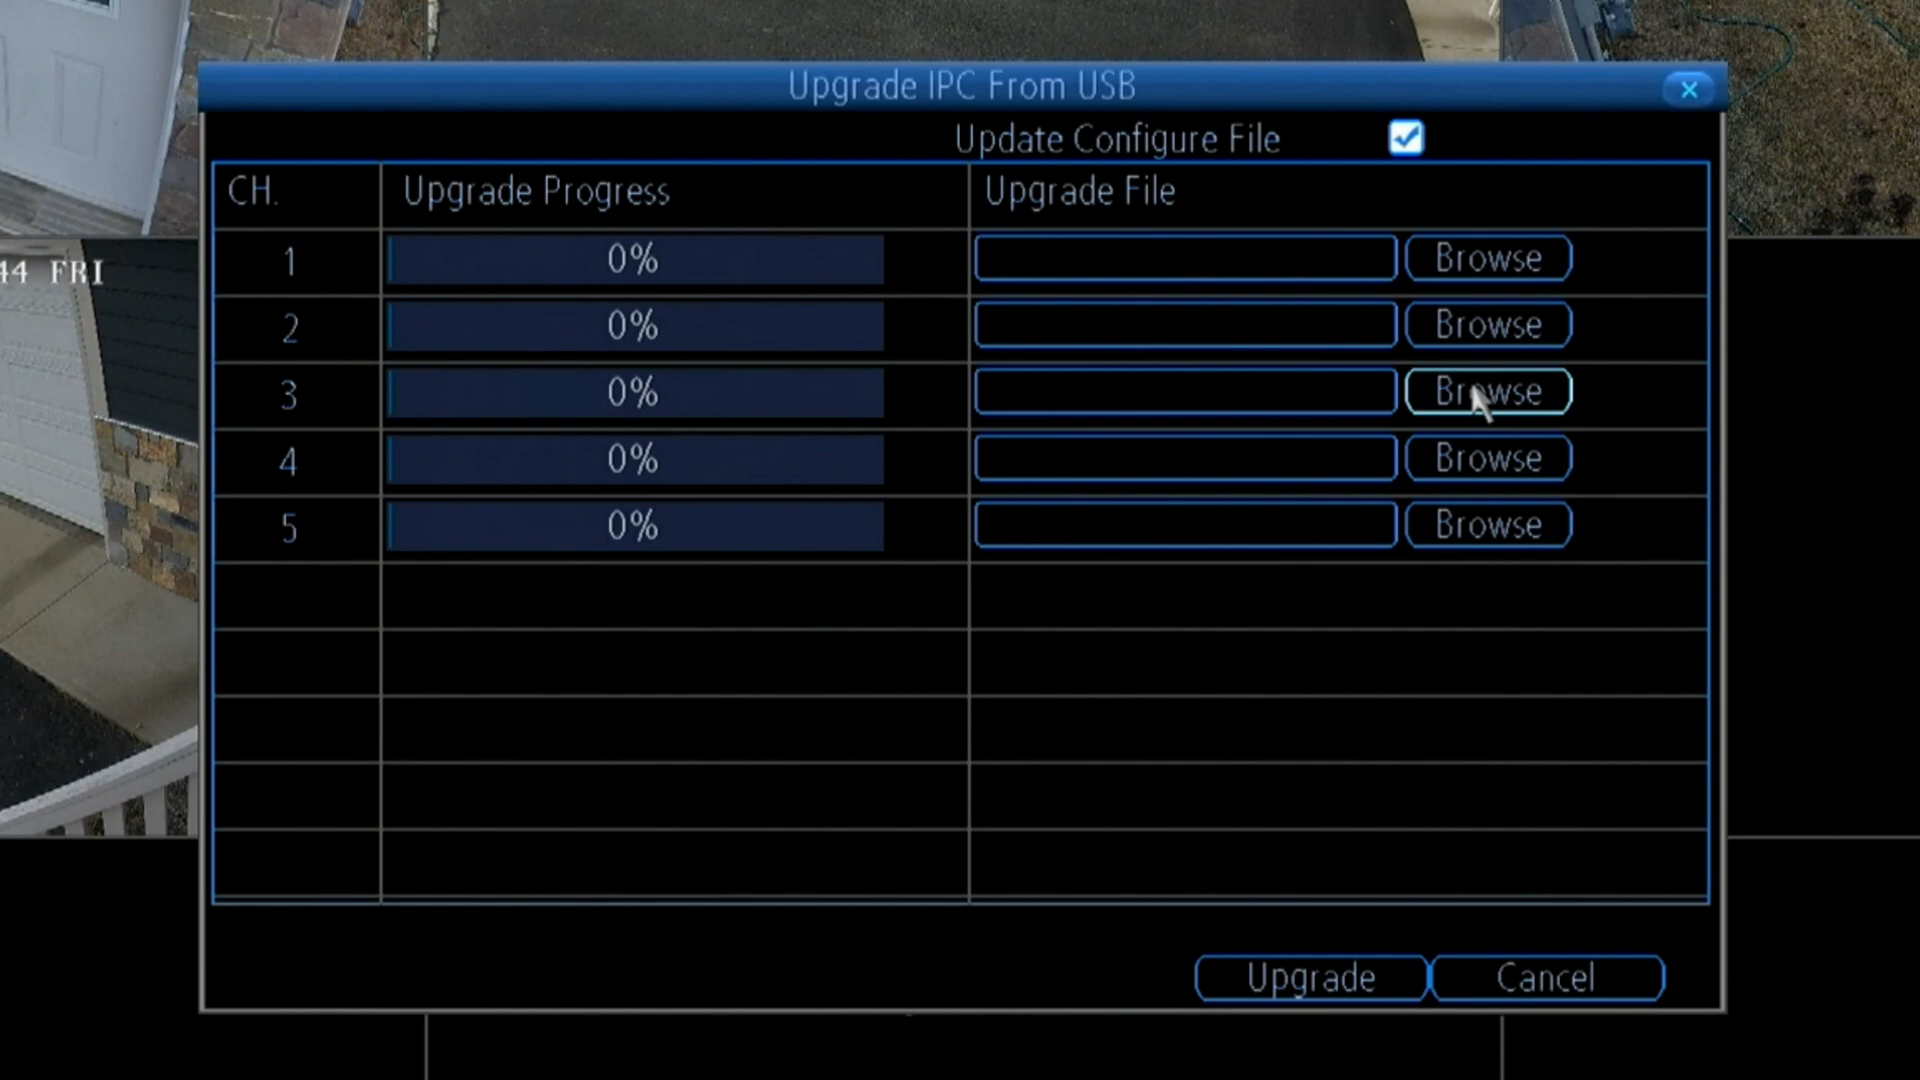 Upgrade IPC From USB
Update Configure File
CH. Upgrade Progress Upgrade File
44 FRI
1 0% Browse
2 0% Browse
3 0% Browse
4 0% Browse
5 0% Browse
Upgrade Cancel